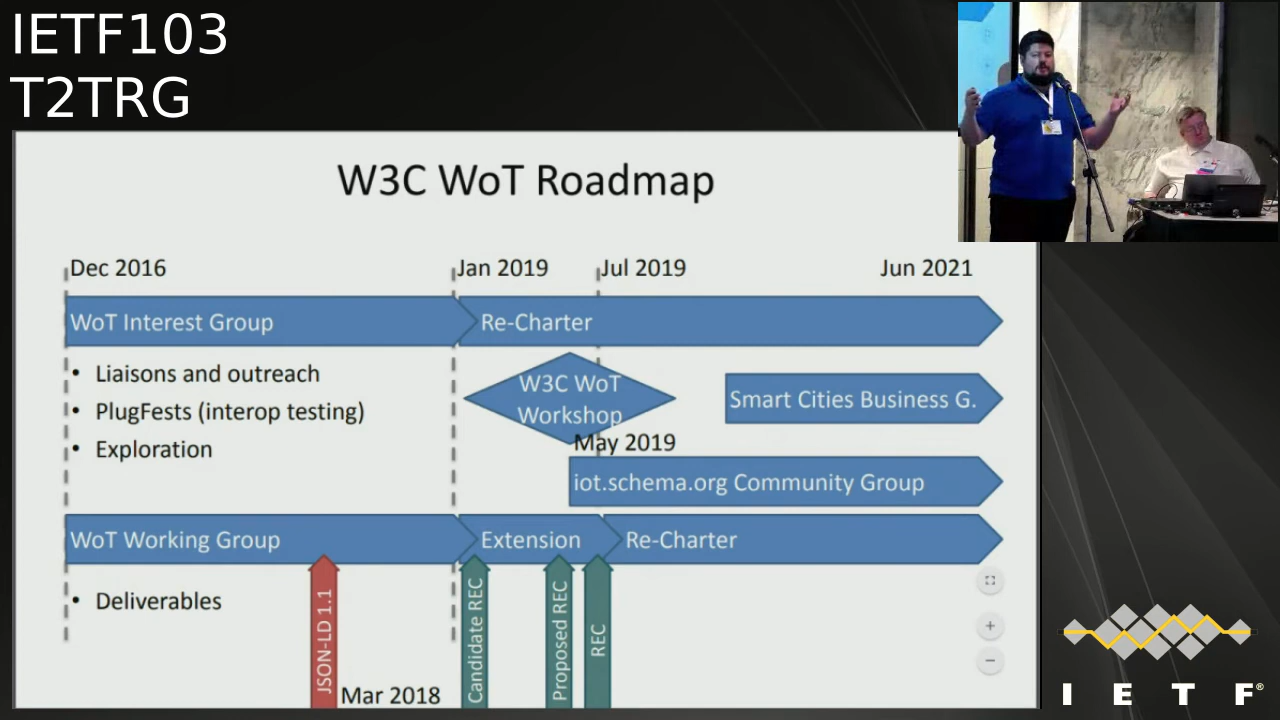 IETF103
T2TRG
W3C WoT Roadmap
Dec 2016
Jan 2019
Jul 2019
Jun 2021
WoT Interest Group
Re-Charter
• Liaisons and outreach
• PlugFests (interop testing)
• Exploration
W3C WoT
Workshop
May 2019
Smart Cities Business G.
iot.schema.org Community Group
WoT Working Group
Extension
Re-Charter
• Deliverables
JSON-LD 1.1
Mar 2018
Candidate REC
Proposed REC
REC
I E T F®